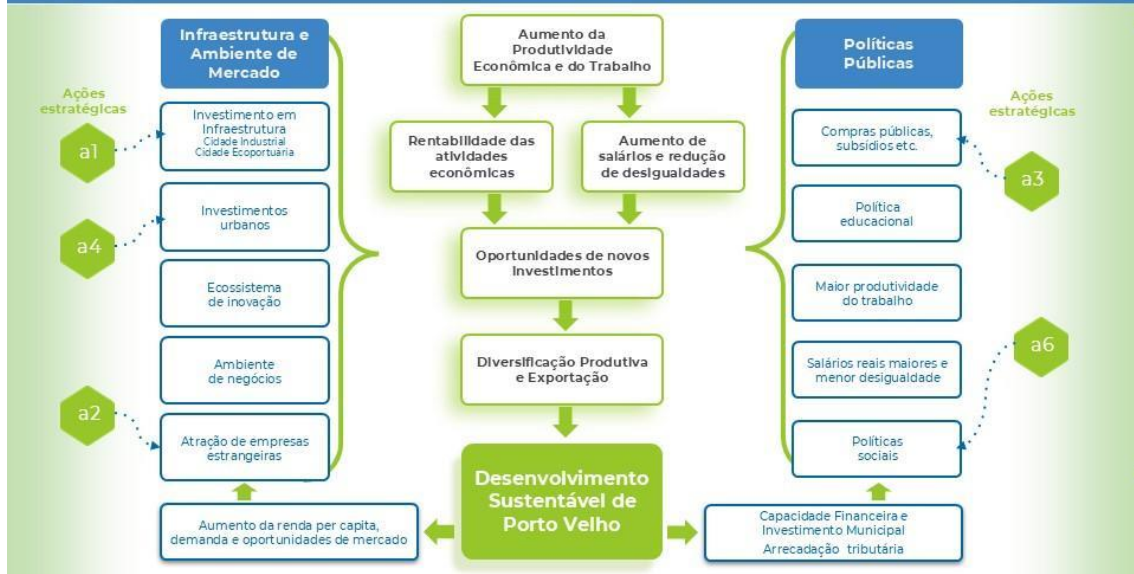 Infraestrutura e
Ambiente de
Mercado
Ações
estratégicas
a1
Investimento em
Infraestrutura
Cidade Industrial
Cidade Ecoportuária
a4
Investimentos
urbanos
Ecossistema
de inovação
Ambiente
de negócios
a2
Atração de empresas
estrangeiras
Aumento da renda per capita,
demanda e oportunidades de mercado
Aumento da
Produtividade
Econômica e do Trabalho
Rentabilidade das
atividades
econômicas
Aumento de
salários e redução
de desigualdades
Oportunidades de novos
Investimentos
Diversificação Produtiva
e Exportação
Desenvolvimento
Sustentável de
Porto Velho
Políticas
Públicas
Ações
estratégicas
Compras públicas,
subsídios etc.
a3
Política
educacional
Maior produtividade
do trabalho
a6
Salários reais maiores e
menor desigualdade
Políticas
sociais
Capacidade Financeira e
Investimento Municipal
Arrecadação tributária